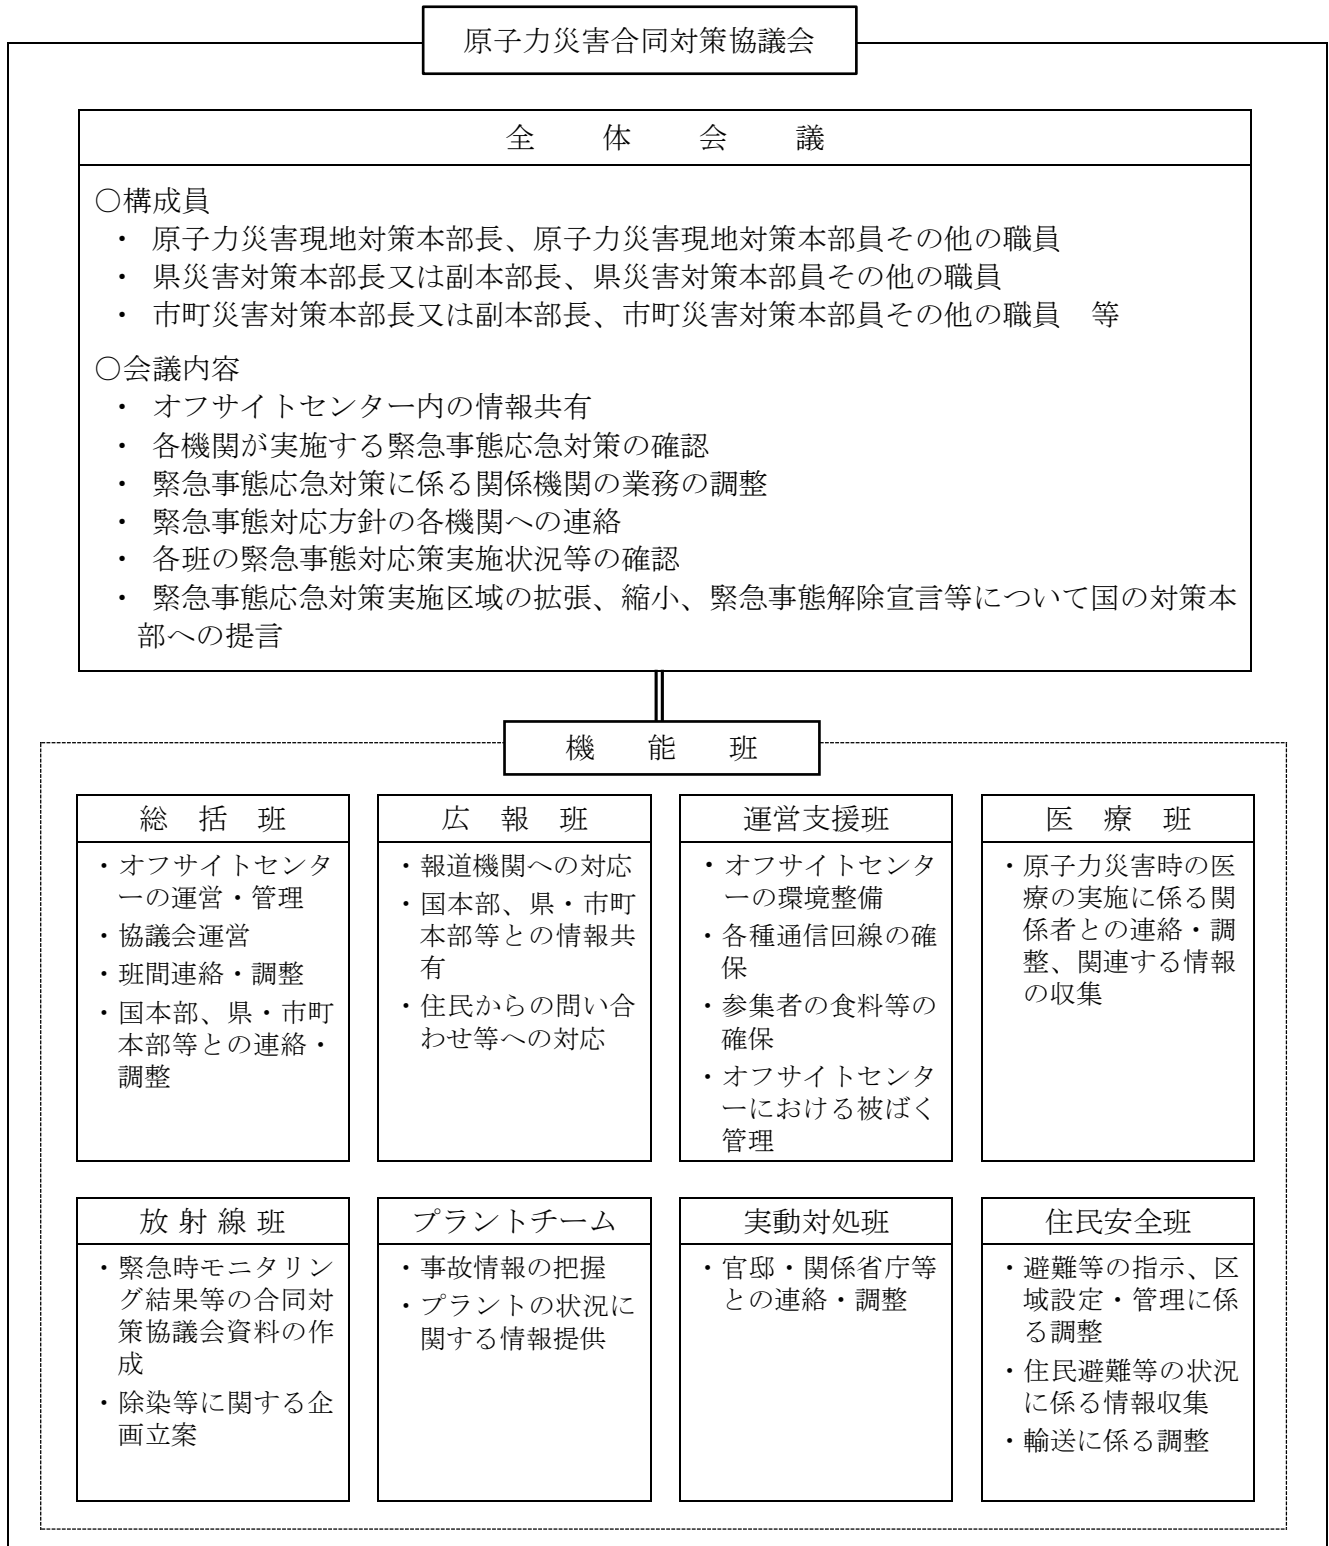 原子力災害合同対策協議会
全体会議
○構成員
・ 原子力災害現地対策本部長、原子力災害現地対策本部員その他の職員
・ 県災害対策本部長又は副本部長、県災害対策本部員その他の職員
・ 市町災害対策本部長又は副本部長、市町災害対策本部員その他の職員　等
○会議内容
・ オフサイトセンター内の情報共有
・ 各機関が実施する緊急事態応急対策の確認
・ 緊急事態応急対策に係る関係機関の業務の調整
・ 緊急事態対応方針の各機関への連絡
・ 各班の緊急事態対応策実施状況等の確認
・ 緊急事態応急対策実施区域の拡張、縮小、緊急事態解除宣言等について国の対策本
部への提言
機能班
総括班
・オフサイトセンタ
ーの運営・管理
・協議会運営
・班間連絡・調整
・国本部、県・市町
本部等との連絡・
調整
広報班
・報道機関への対応
・国本部、県・市町
本部等との情報共
有
・住民からの問い合
わせ等への対応
運営支援班
・オフサイトセンタ
ーの環境整備
・各種通信回線の確
保
・参集者の食料等の
確保
・オフサイトセンタ
ーにおける被ばく
管理
医療班
・原子力災害時の医
療の実施に係る関
係者との連絡・調
整、関連する情報
の収集
放射線班
・緊急時モニタリン
グ結果等の合同対
策協議会資料の作
成
・除染等に関する企
画立案
プラントチーム
・事故情報の把握
・プラントの状況に
関する情報提供
実動対処班
・官邸・関係省庁等
との連絡・調整
住民安全班
・避難等の指示、区
域設定・管理に係
る調整
・住民避難等の状況
に係る情報収集
・輸送に係る調整